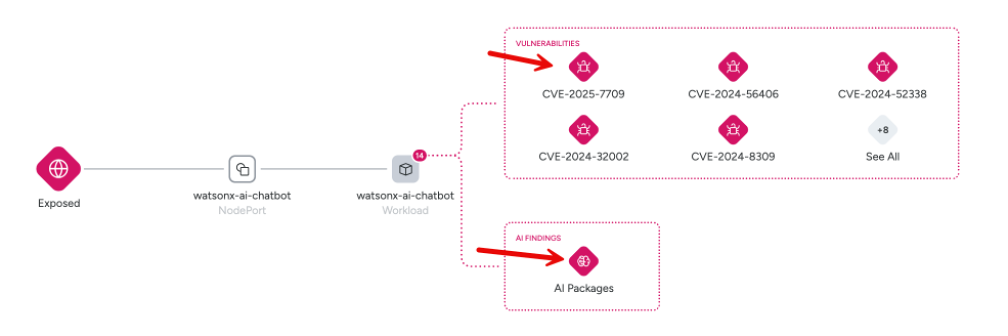 VULNERABILITIES
CVE-2025-7709
CVE-2024-56406
CVE-2024-52338
CVE-2024-32002
CVE-2024-8309
+8
See All
Exposed
watsonx-ai-chatbot
NodePort
14
watsonx-ai-chatbot
Workload
AI FINDINGS
AI Packages